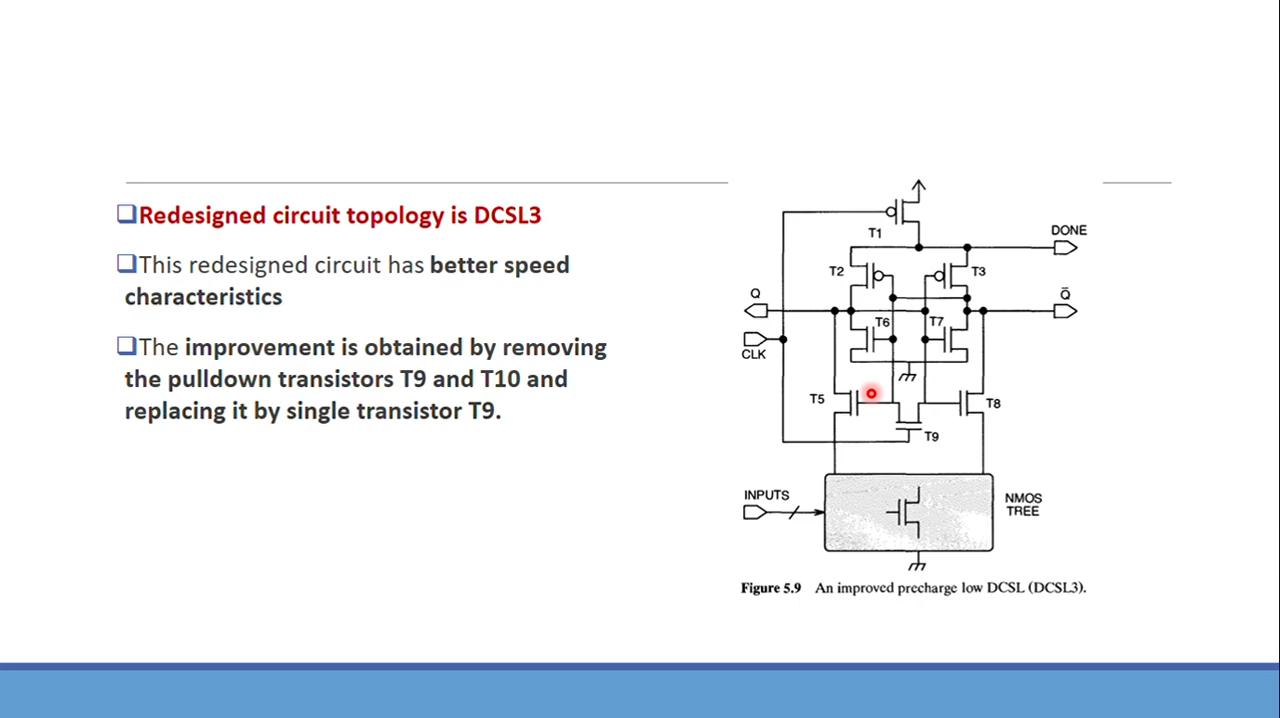 ❑Redesigned circuit topology is DCSL3
❑This redesigned circuit has better speed
characteristics
❑The improvement is obtained by removing
the pulldown transistors T9 and T10 and
replacing it by single transistor T9.
T1
DONE
T2
T3
Q
Q̄
T6
T7
CLK
T5
T8
T9
INPUTS
NMOS
TREE
Figure 5.9 An improved precharge low DCSL (DCSL3).